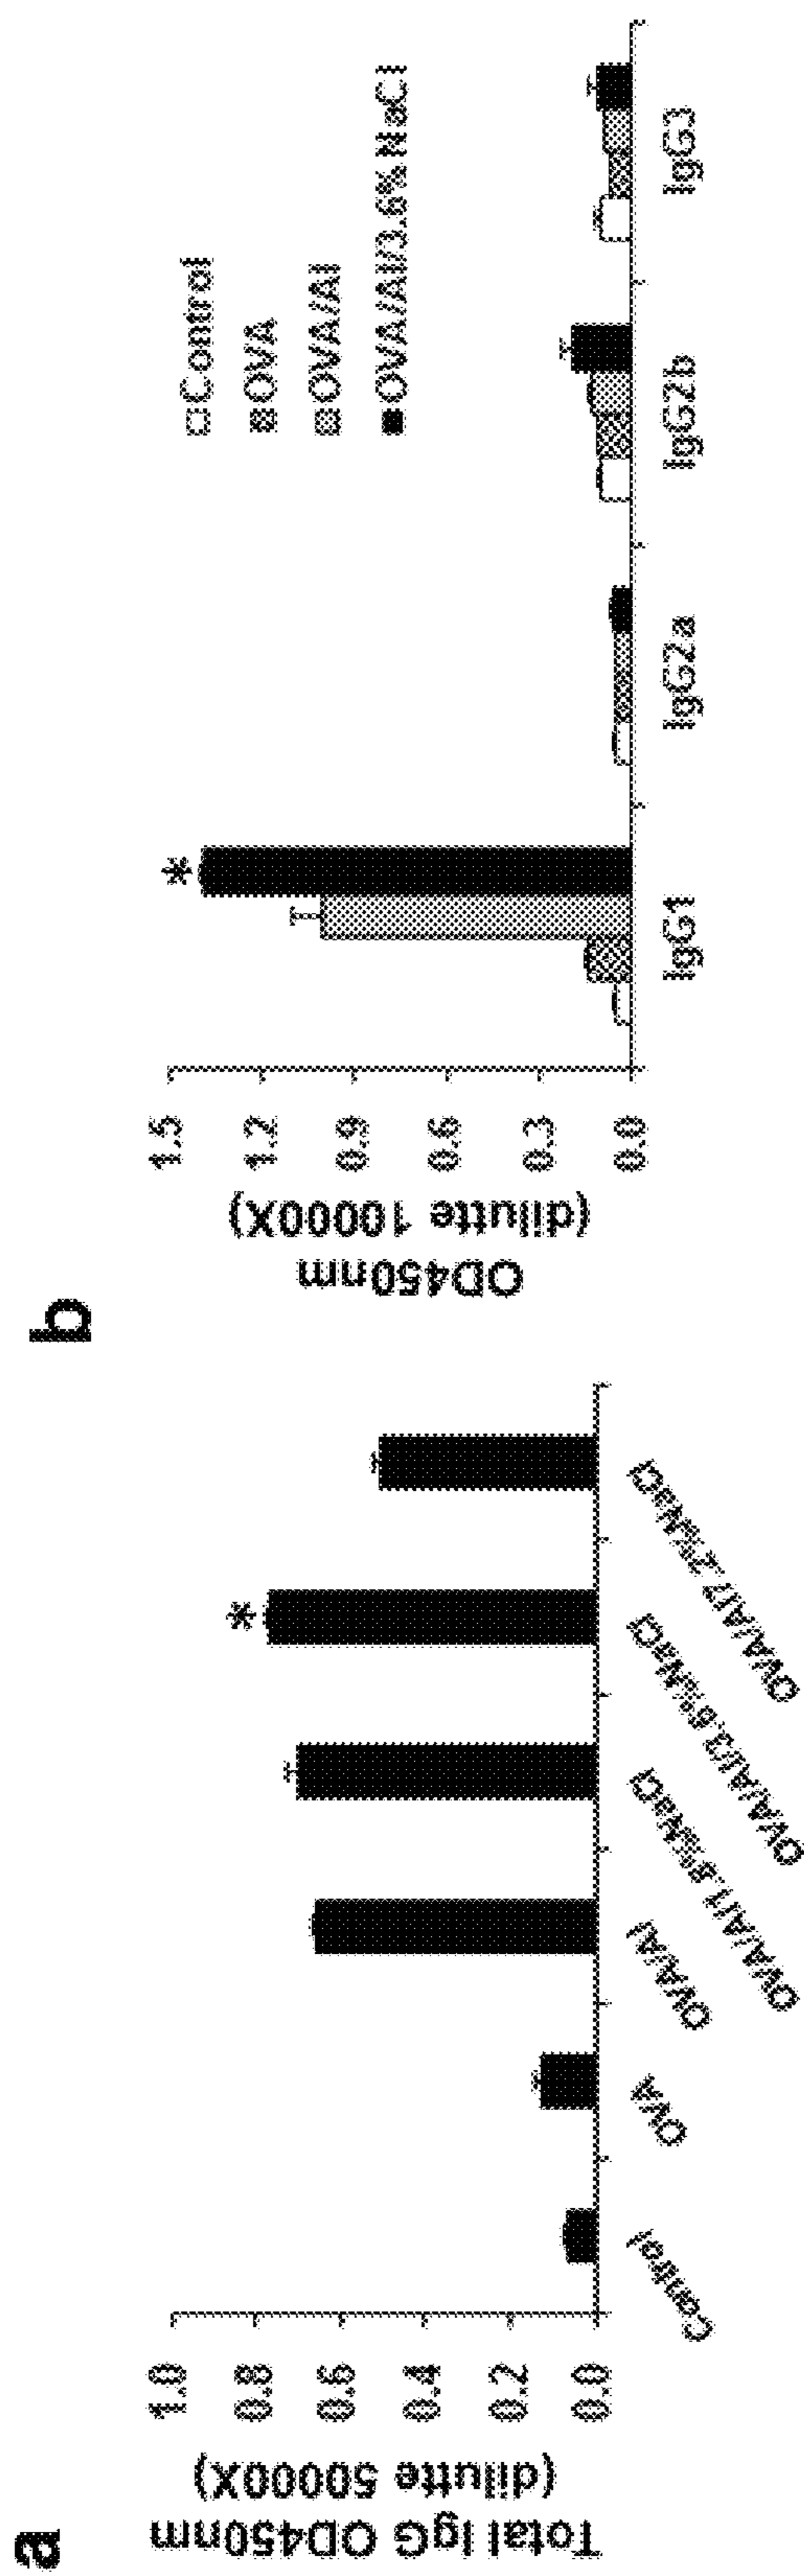 a
Total IgG OD450nm
(dilutte 50000X)
1.0
0.8
0.6
0.4
0.2
0.0
*
Control
OVA
OVA/Al
OVA/Al/1.8%NaCl
OVA/Al/3.6%NaCl
OVA/Al/7.2%NaCl
b
OD450nm
(dilutte 10000X)
1.5
1.2
0.9
0.6
0.3
0.0
*
Control
OVA
OVA/Al
OVA/Al/3.6% NaCl
IgG1
IgG2a
IgG2b
IgG3